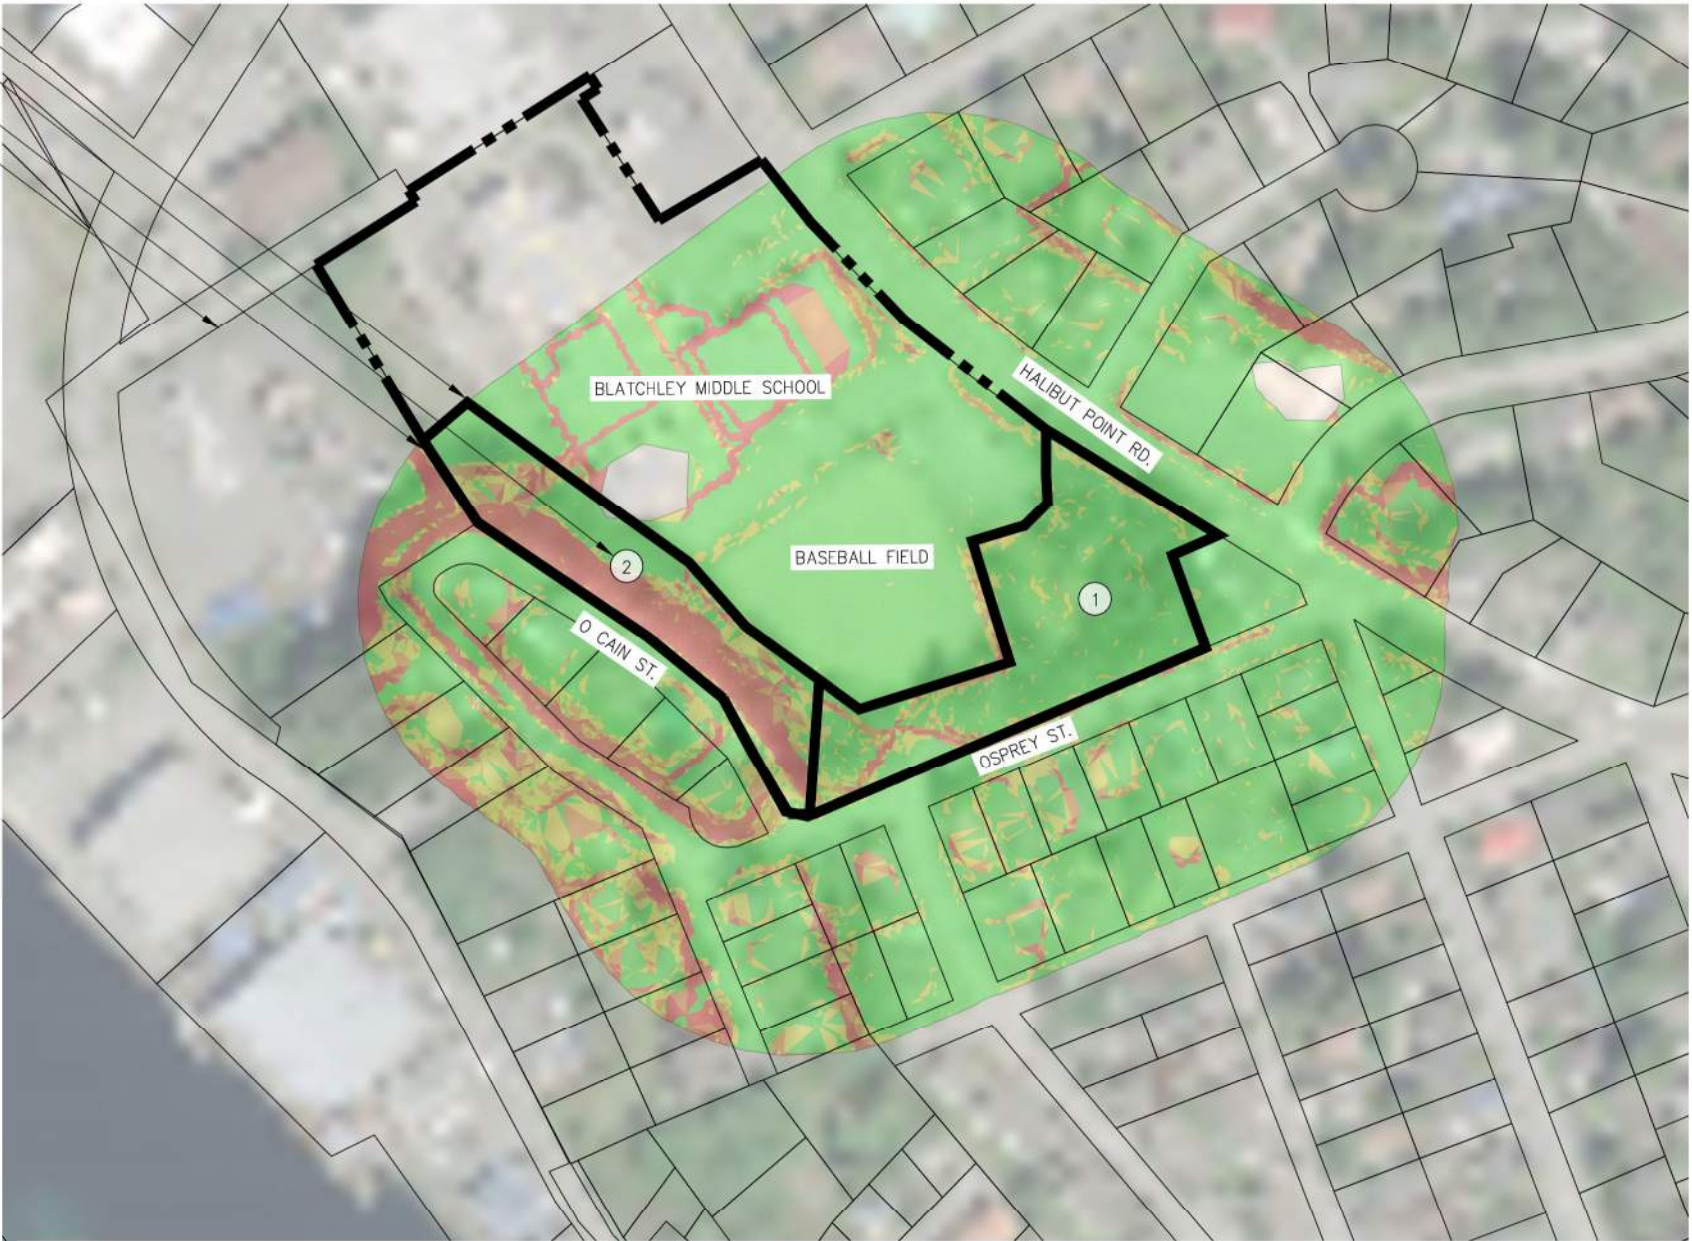 BLATCHLEY MIDDLE SCHOOL
HALIBUT POINT RD.
BASEBALL FIELD
2
1
O CAIN ST.
OSPREY ST.